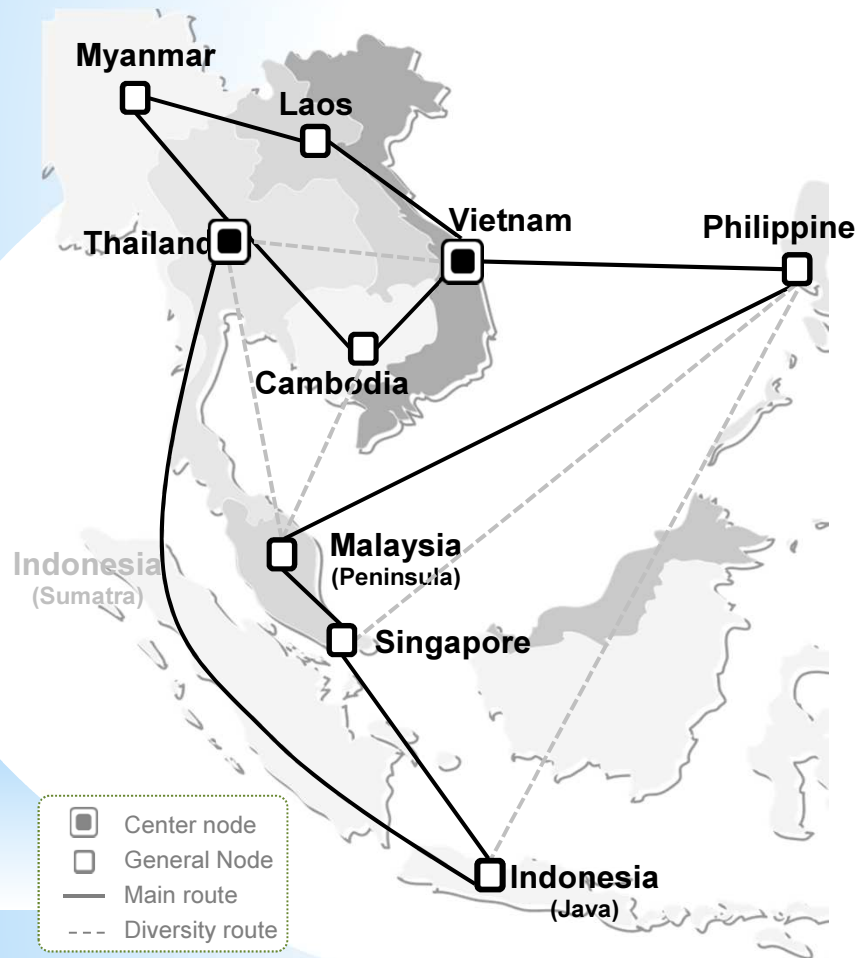 Myanmar
Laos
Vietnam
Philippine
Thailand
Cambodia
Malaysia
(Peninsula)
Indonesia
(Sumatra)
Singapore
Indonesia
(Java)
Center node
General Node
Main route
Diversity route